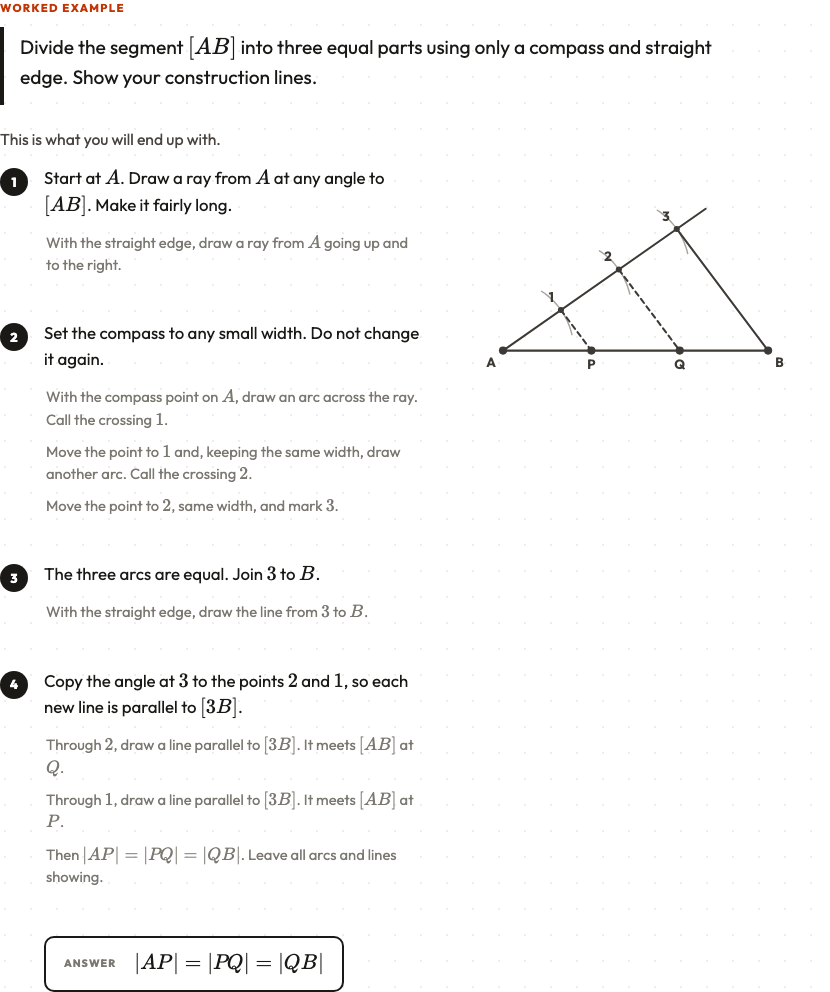 WORKED EXAMPLE
Divide the segment [AB] into three equal parts using only a compass and straight
edge. Show your construction lines.
This is what you will end up with.
1
Start at A. Draw a ray from A at any angle to
[AB]. Make it fairly long.
With the straight edge, draw a ray from A going up and
to the right.
2
Set the compass to any small width. Do not change
it again.
With the compass point on A, draw an arc across the ray.
Call the crossing 1.
Move the point to 1 and, keeping the same width, draw
another arc. Call the crossing 2.
Move the point to 2, same width, and mark 3.
3
The three arcs are equal. Join 3 to B.
With the straight edge, draw the line from 3 to B.
4
Copy the angle at 3 to the points 2 and 1, so each
new line is parallel to [3B].
Through 2, draw a line parallel to [3B]. It meets [AB] at
Q.
Through 1, draw a line parallel to [3B]. It meets [AB] at
P.
Then |AP| = |PQ| = |QB|. Leave all arcs and lines
showing.
ANSWER |AP| = |PQ| = |QB|
3
2
1
A P Q B